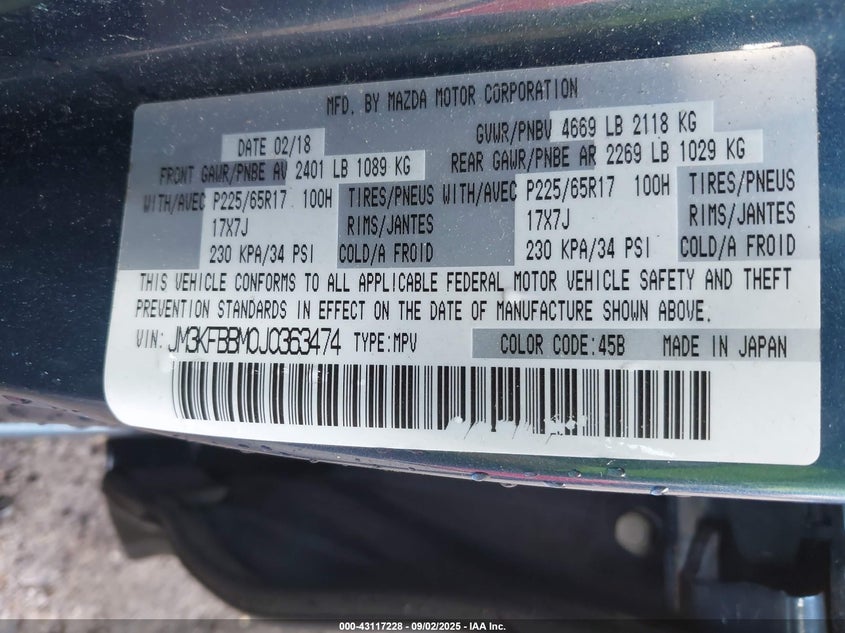 MFD. BY MAZDA MOTOR CORPORATION
DATE 02/18
GVWR/PNBV 4669 LB 2118 KG
FRONT GAWR/PNBE AV 2401 LB 1089 KG
REAR GAWR/PNBE AR 2269 LB 1029 KG
WITH/AVEC P225/65R17 100H TIRES/PNEUS WITH/AVEC P225/65R17 100H TIRES/PNEUS
17X7J RIMS/JANTES 17X7J RIMS/JANTES
230 KPA/34 PSI COLD/A FROID 230 KPA/34 PSI COLD/A FROID
THIS VEHICLE CONFORMS TO ALL APPLICABLE FEDERAL MOTOR VEHICLE SAFETY AND THEFT
PREVENTION STANDARDS IN EFFECT ON THE DATE OF MANUFACTURE SHOWN ABOVE.
VIN: JM3KFBBM0J0363474 TYPE:MPV COLOR CODE:45B MADE IN JAPAN
000-43117228 - 09/02/2025 - IAA Inc.